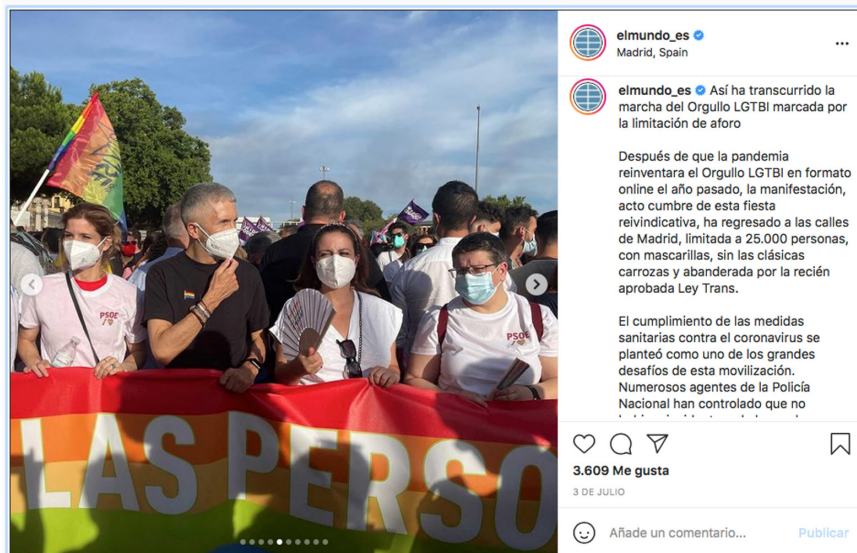 elmundo_es
Madrid, Spain
elmundo_es Así ha transcurrido la
marcha del Orgullo LGTBI marcada por
la limitación de aforo
Después de que la pandemia
reinventara el Orgullo LGTBI en formato
online el año pasado, la manifestación,
acto cumbre de esta fiesta
reivindicativa, ha regresado a las calles
de Madrid, limitada a 25.000 personas,
con mascarillas, sin las clásicas
carrozas y abanderada por la recién
aprobada Ley Trans.
El cumplimiento de las medidas
sanitarias contra el coronavirus se
planteó como uno de los grandes
desafíos de esta movilización.
Numerosos agentes de la Policía
Nacional han controlado que no
3.609 Me gusta
3 DE JULIO
Añade un comentario...
Publicar
PSOE
PSOE
LAS PERSO